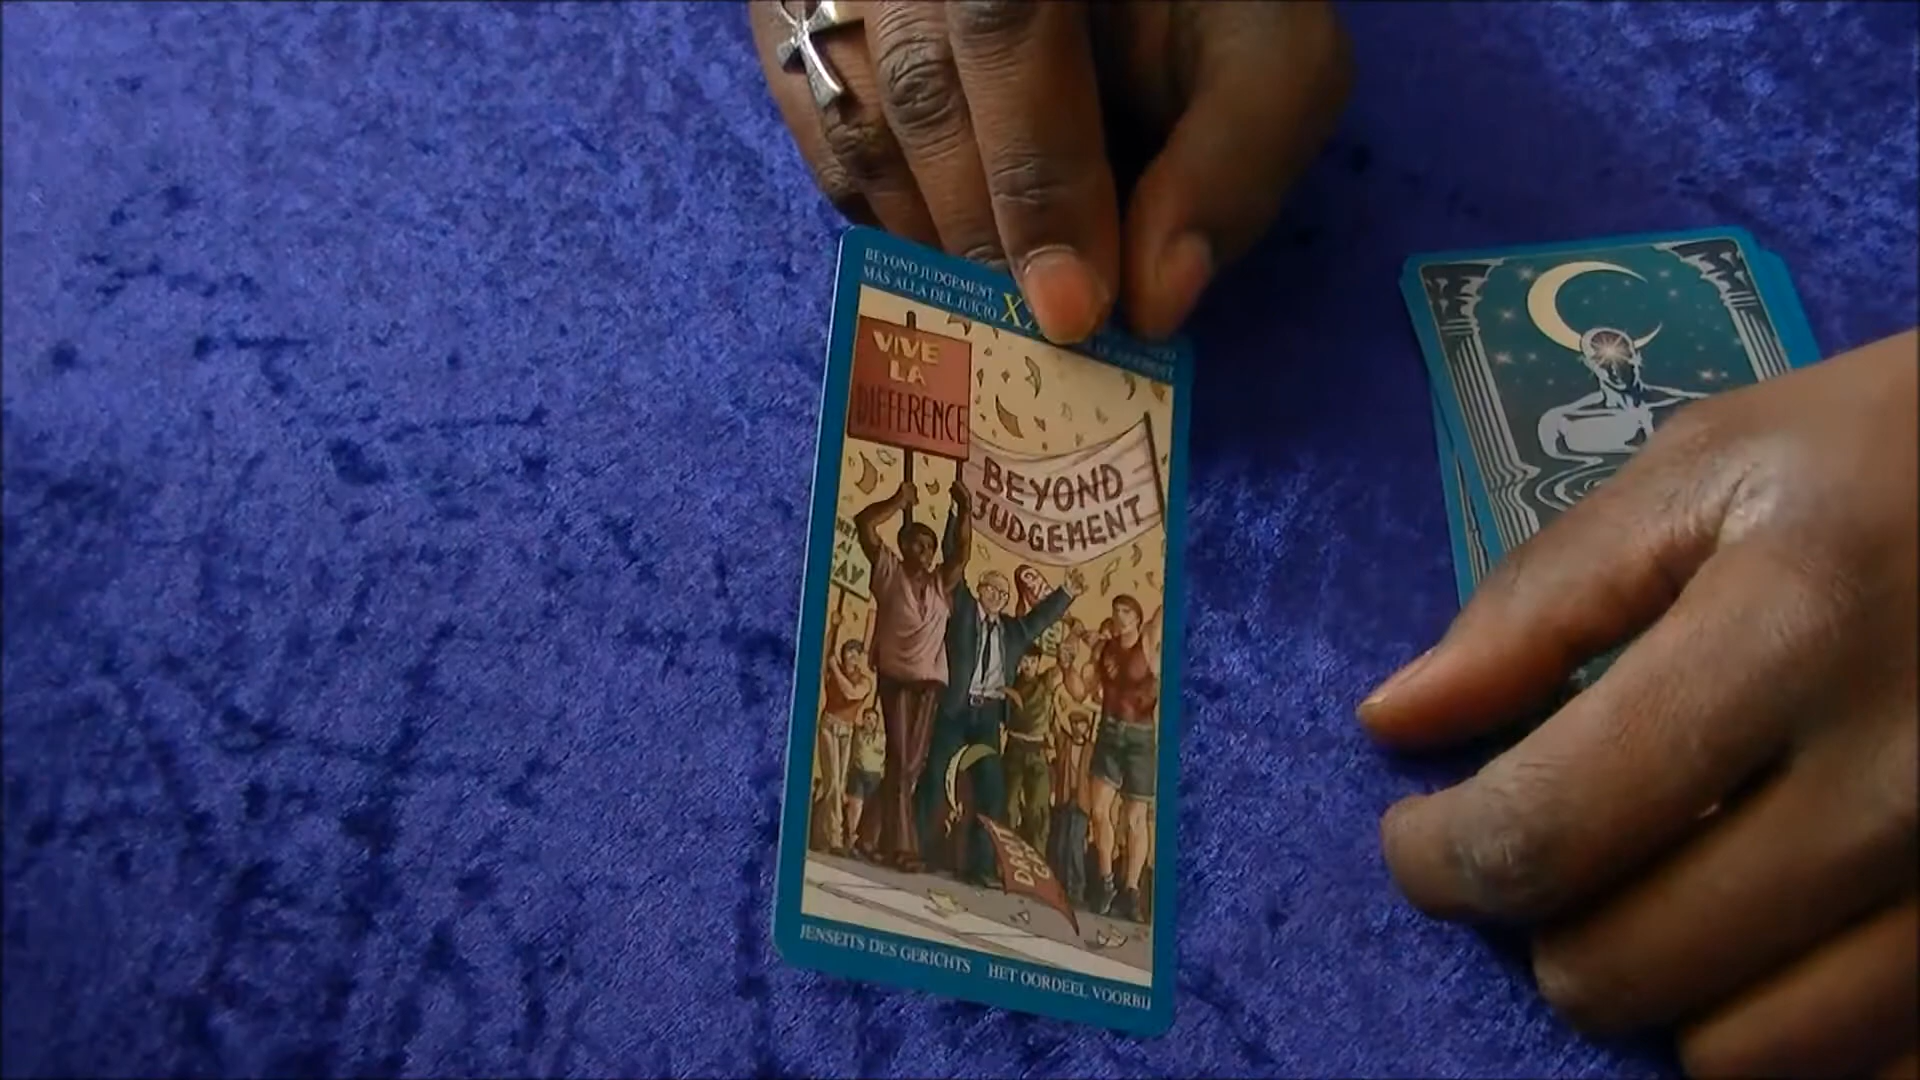 BEYOND JUDGEMENT
MÁS ALLÁ DEL JUICIO
VIVE
LA
DIFFERENCE
BEYOND
JUDGEMENT
JENSEITS DES GERICHTS HET OORDEEL VOORBIJ